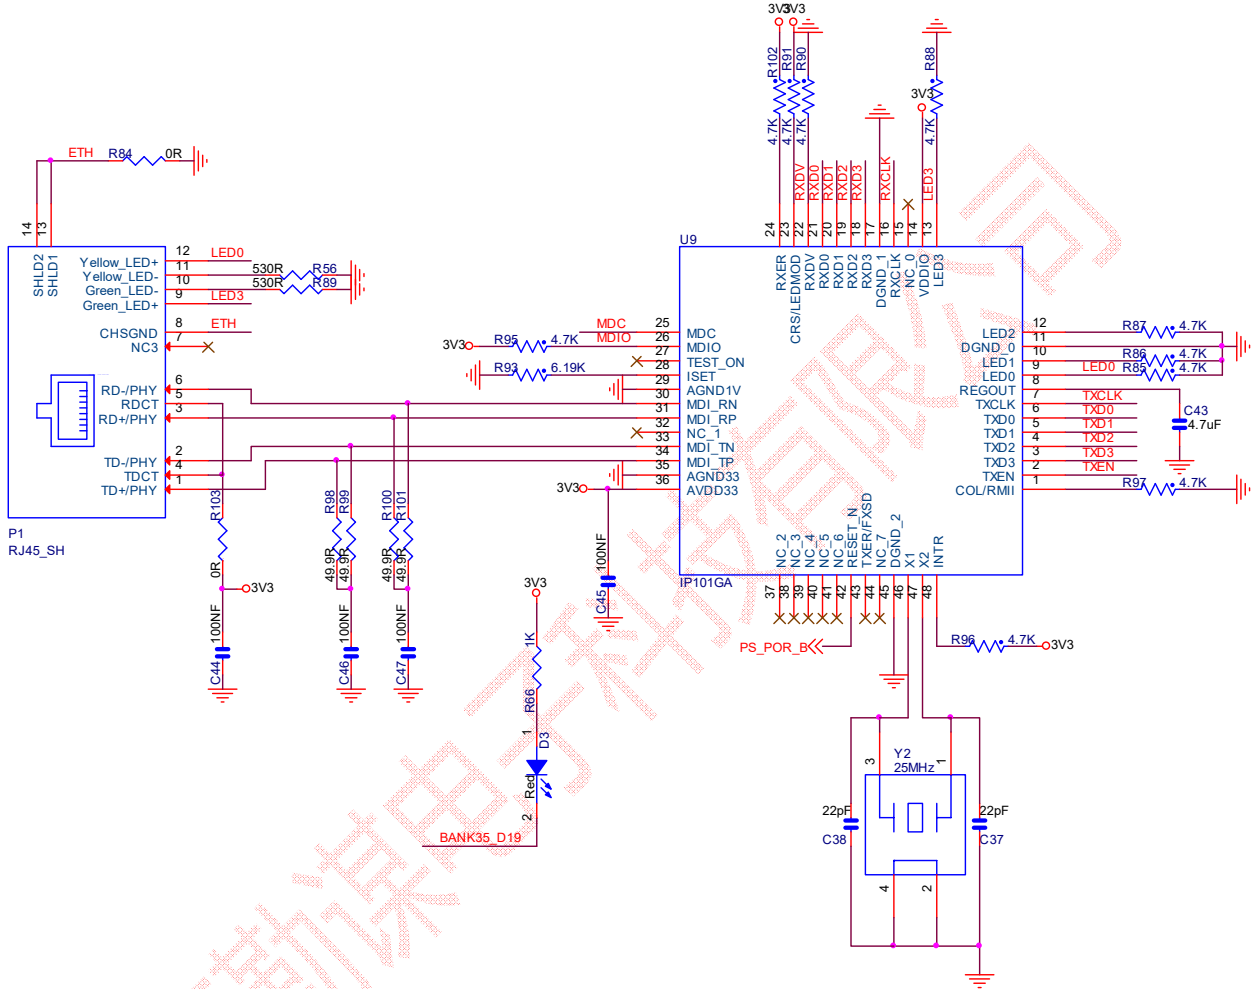 3V3
3V3
R102
R91
R90
4.7K
4.7K
4.7K
R88
3V3
4.7K
ETH
R84
0R
RXDV
RXD0
RXD1
RXD2
RXD3
RXCLK
LED3
14
13
24
23
22
21
20
19
18
17
16
15
14
13
U9
SHLD2
SHLD1
RXER
CRS/LEDMOD
RXDV
RXD0
RXD1
RXD2
RXD3
DGND_1
RXCLK
NC_0
VDDIO
LED3
Yellow_LED+
12
LED0
Yellow_LED-
11
530R
R56
Green_LED-
10
530R
R89
Green_LED+
9
LED3
CHSGND
8
ETH
NC3
7
RD-/PHY
6
RDCT
5
RD+/PHY
3
TD-/PHY
2
TDCT
4
TD+/PHY
1
P1
RJ45_SH
MDC
25
MDC
MDIO
26
MDIO
3V3
R95
4.7K
27
TEST_ON
R93
6.19K
28
ISET
29
AGND1V
30
MDI_RN
31
MDI_RP
32
NC_1
33
MDI_TN
34
MDI_TP
35
AGND33
3V3
36
AVDD33
LED2
12
R87
4.7K
DGND_0
11
LED1
10
R86
4.7K
LED0
9
LED0
R85
4.7K
REGOUT
8
TXCLK
7
TXCLK
TXD0
6
TXD0
TXD1
5
TXD1
TXD2
4
TXD2
TXD3
3
TXD3
TXEN
2
TXEN
COL/RMII
1
R97
4.7K
C43
4.7uF
R103
0R
3V3
R98
R99
R100
R101
49.9R
49.9R
49.9R
49.9R
100NF
C44
100NF
C46
100NF
C47
100NF
C45
NC_2
NC_3
NC_4
NC_5
NC_6
RESET_N
TXER/FXSD
NC_7
DGND_2
X1
X2
INTR
IP101GA
37
38
39
40
41
42
43
44
45
46
47
48
PS_POR_B
R96
4.7K
3V3
3V3
1K
R66
1
D3
Red
2
BANK35_D19
Y2
25MHz
3
1
4
2
22pF
C38
22pF
C37